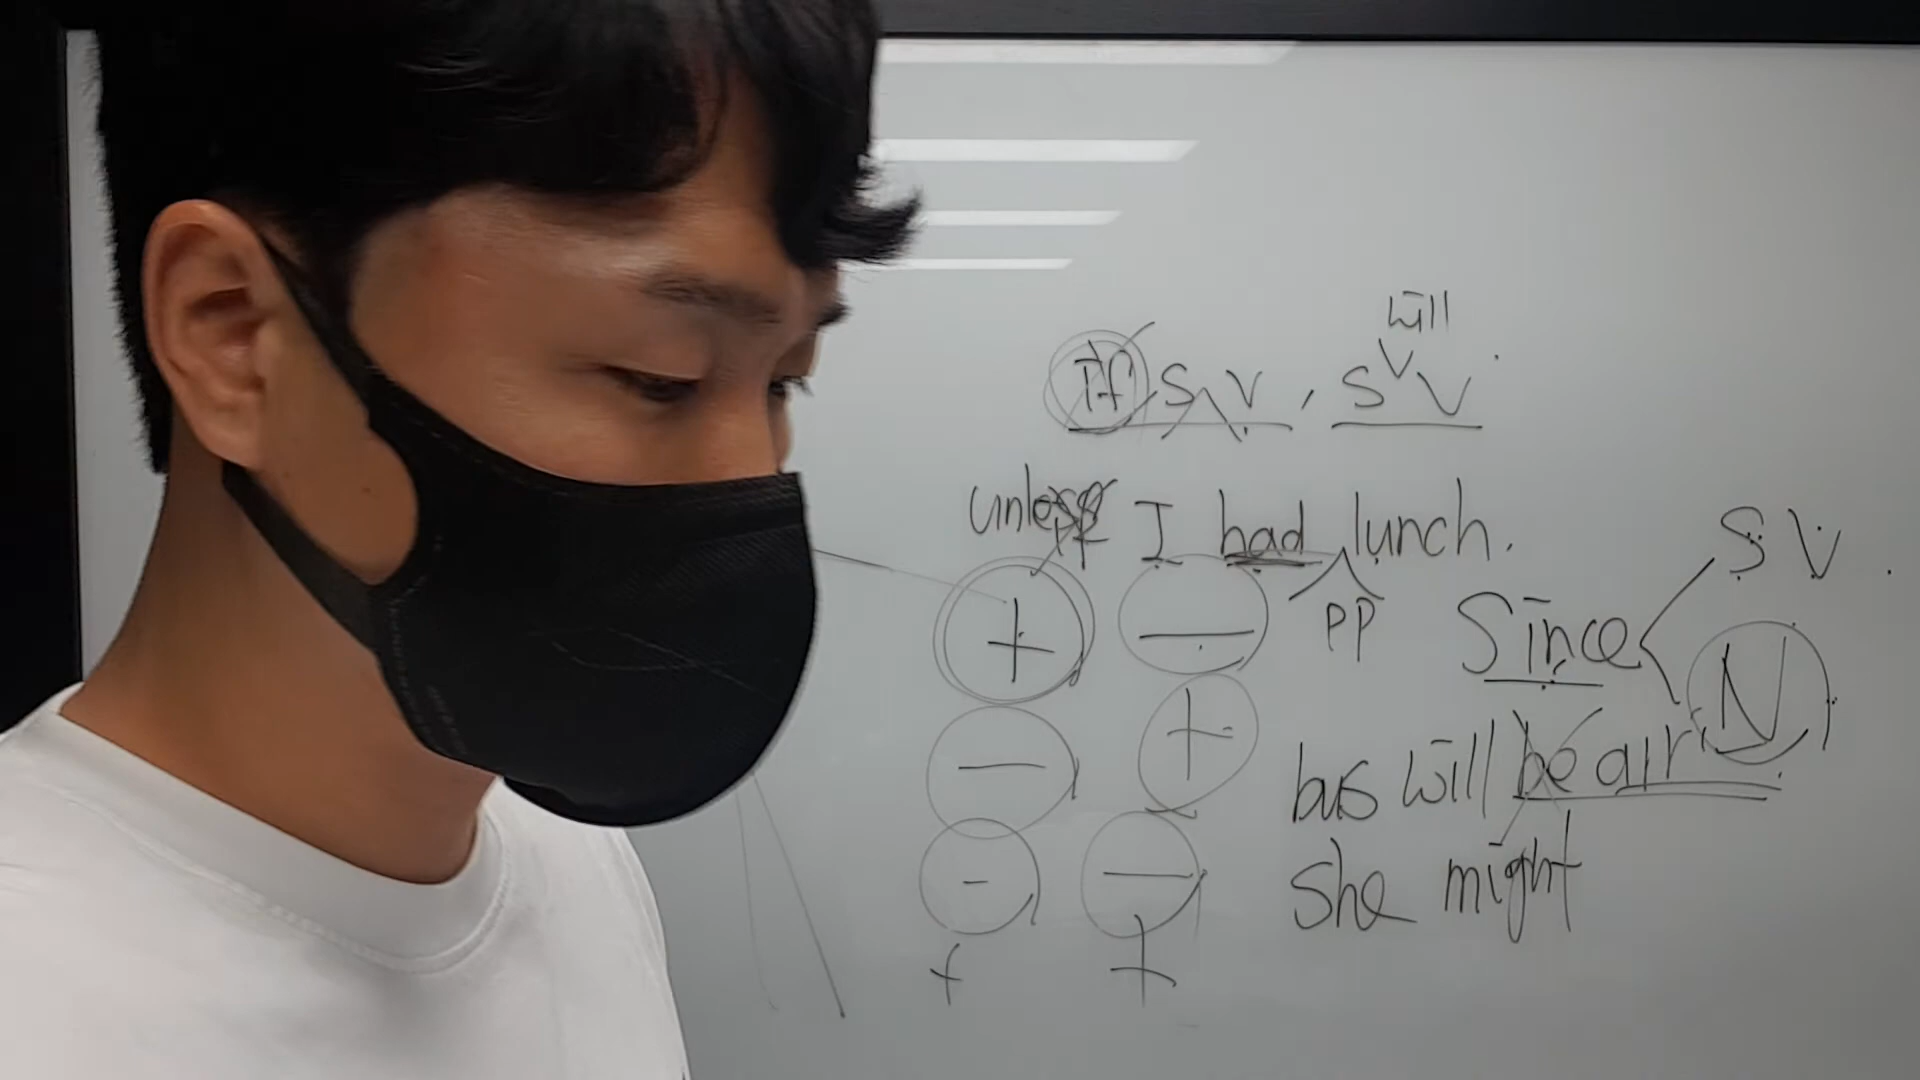 will
if S V , S V V .
unless I had lunch.
PP
S V .
Since
N
+ —
— +
- —
+ +
bus will be arr
She might